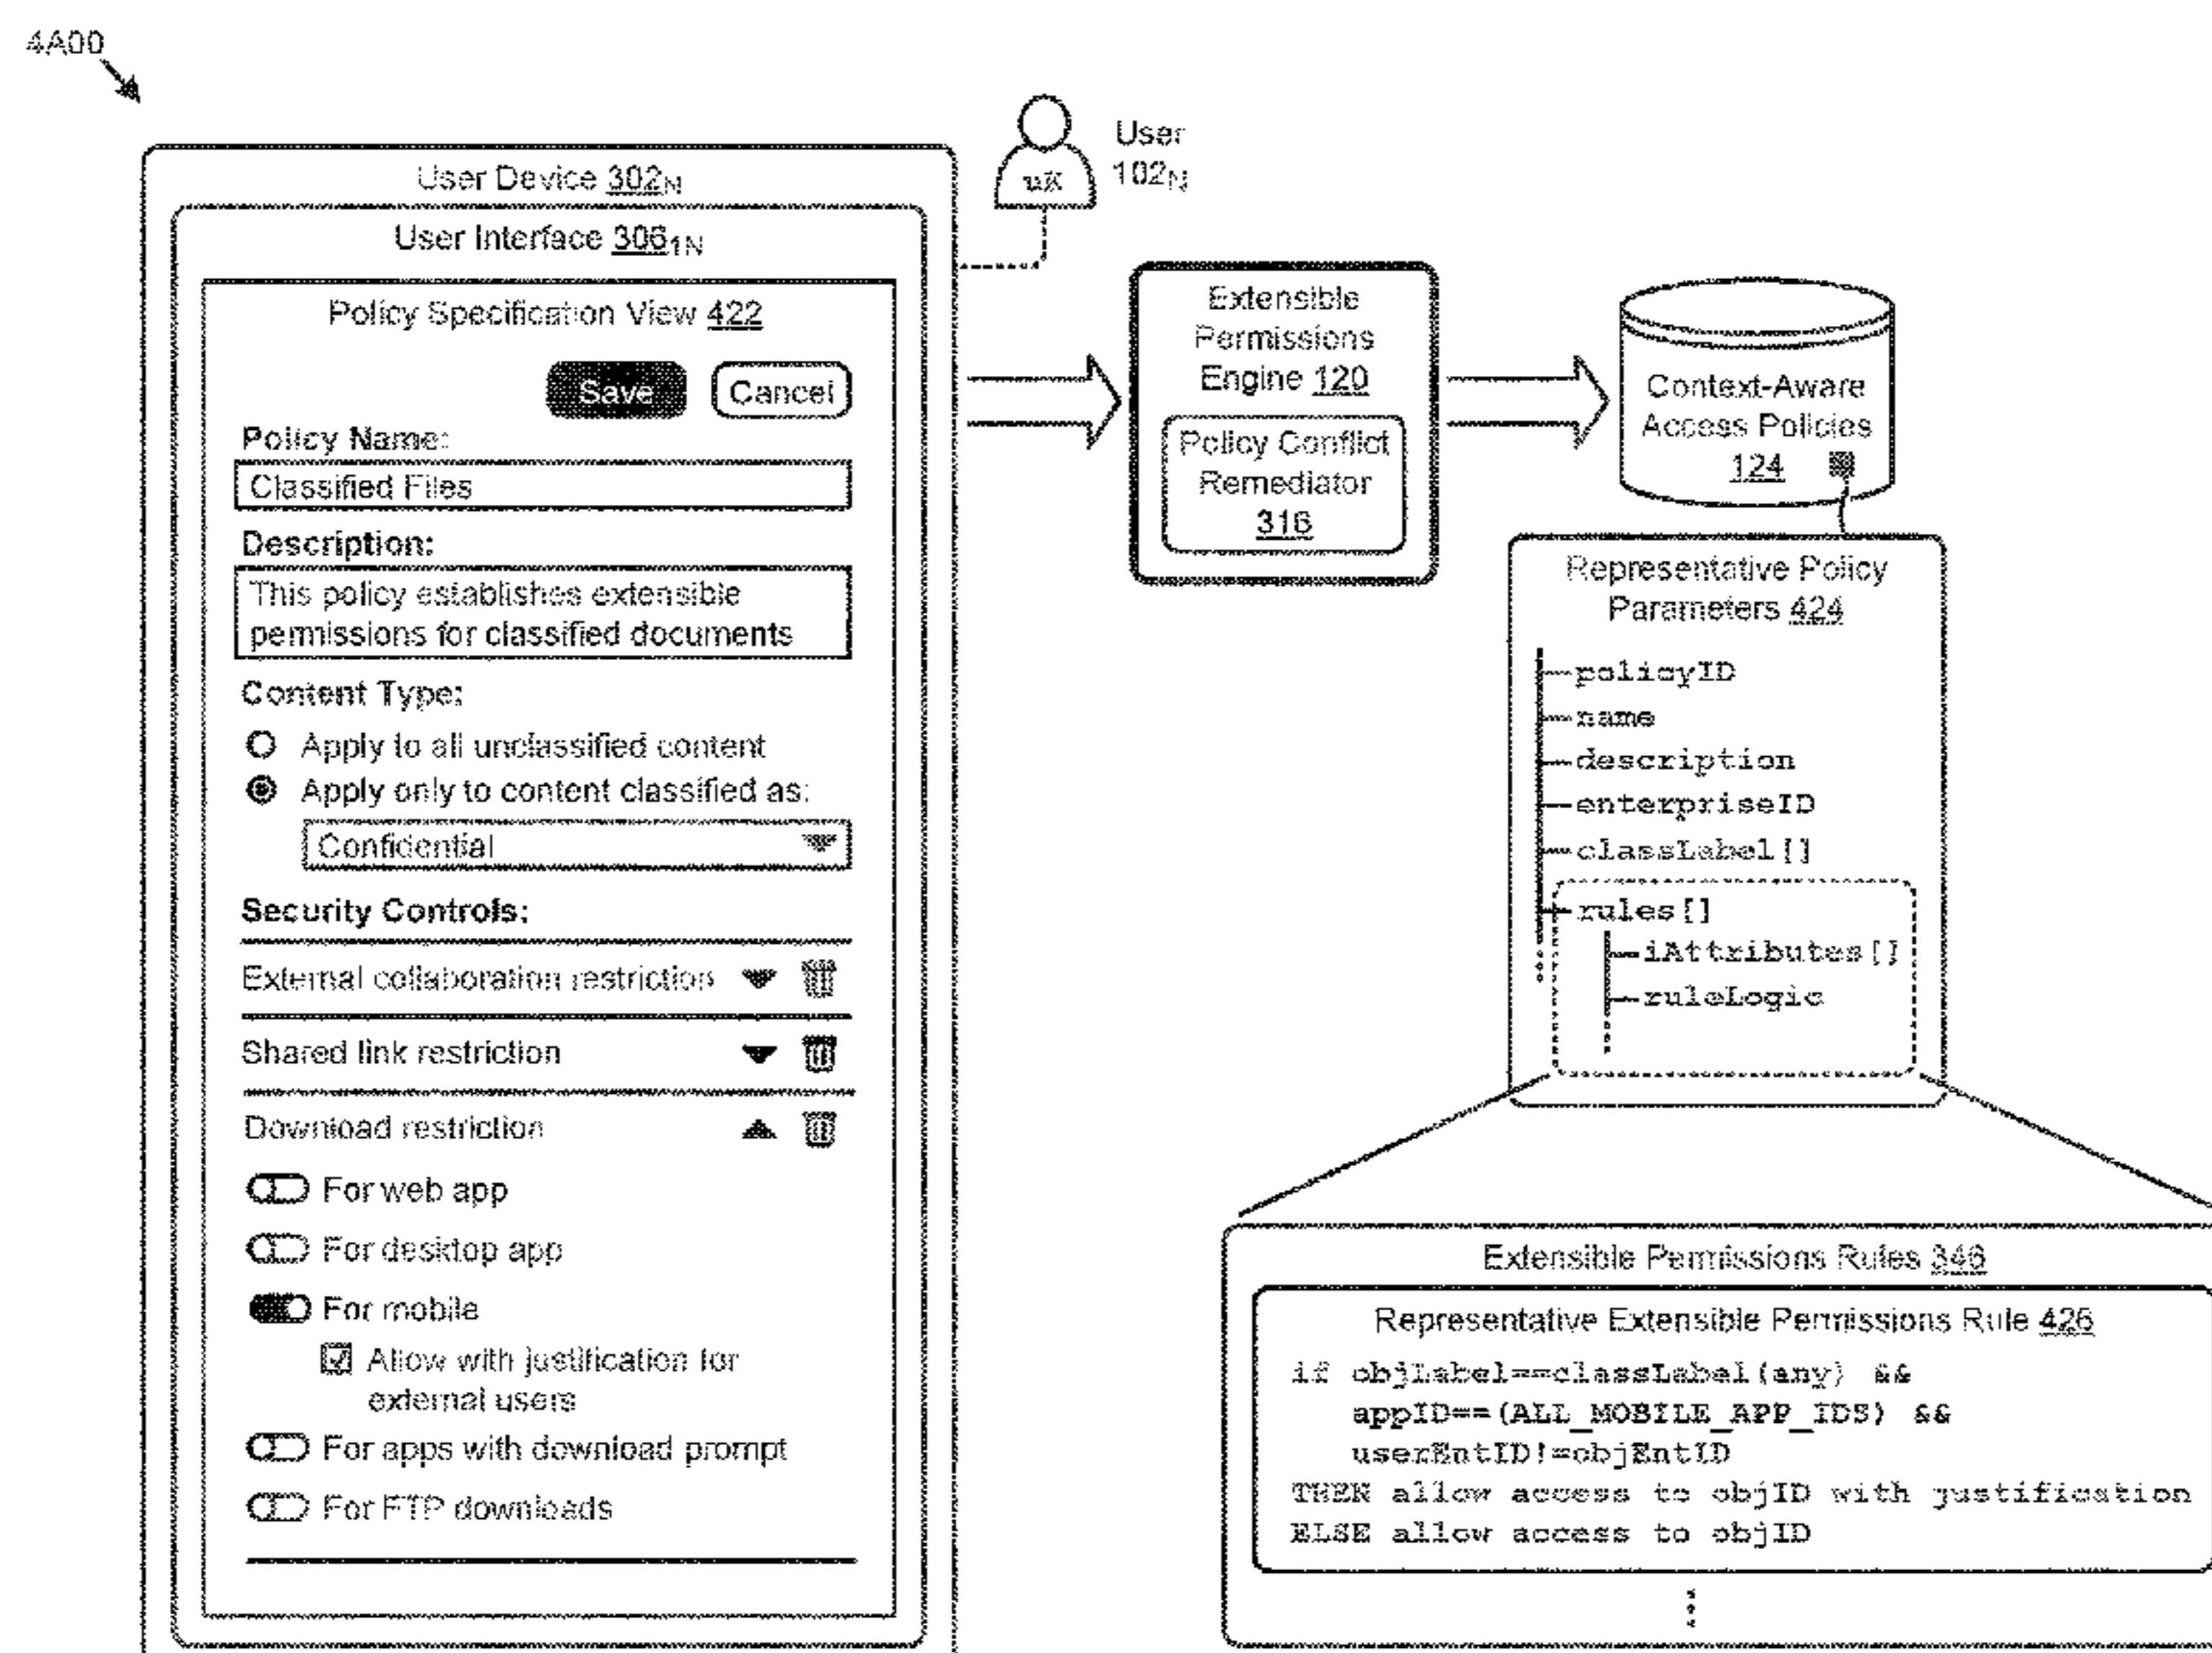 4A00
User Device 302N
User Interface 3061N
Policy Specification View 422
Save
Cancel
Policy Name:
Classified Files
Description:
This policy establishes extensible
permissions for classified documents
Content Type:
Apply to all unclassified content
Apply only to content classified as:
Confidential
Security Controls:
External collaboration restriction
Shared link restriction
Download restriction
For web app
For desktop app
For mobile
Allow with justification for
external users
For apps with download prompt
For FTP downloads
User
102N
uK
Extensible
Permissions
Engine 120
Policy Conflict
Remediator
316
Context-Aware
Access Policies
124
Representative Policy
Parameters 424
policyID
name
description
enterpriseID
classLabel[]
rules[]
iAttributes[]
ruleLogic
Extensible Permissions Rules 346
Representative Extensible Permissions Rule 426
if objLabel==classLabel(any) &&
appID==(ALL_MOBILE_APP_IDS) &&
userEntID!=objEntID
THEN allow access to objID with justification
ELSE allow access to objID